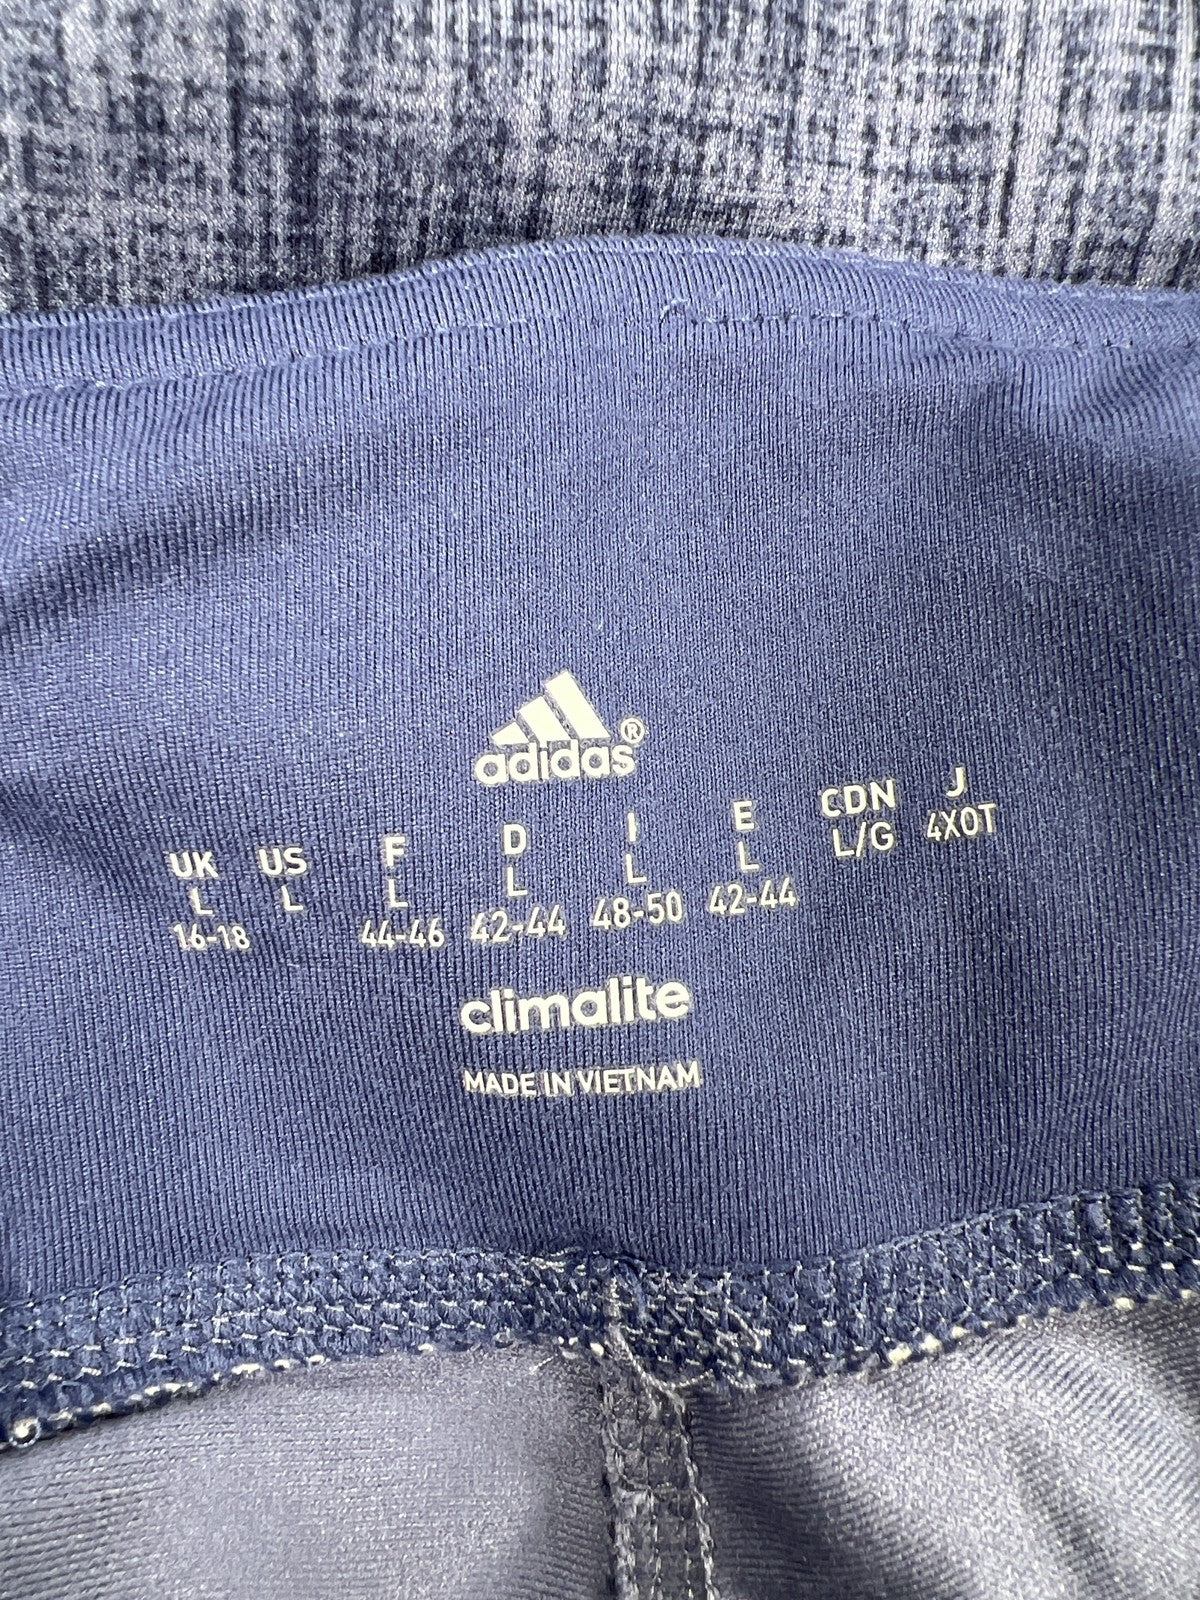 adidas®
UK US F D I E CDN J
L L L L L L L/G 4XOT
16-18 44-46 42-44 48-50 42-44
climalite
MADE IN VIETNAM